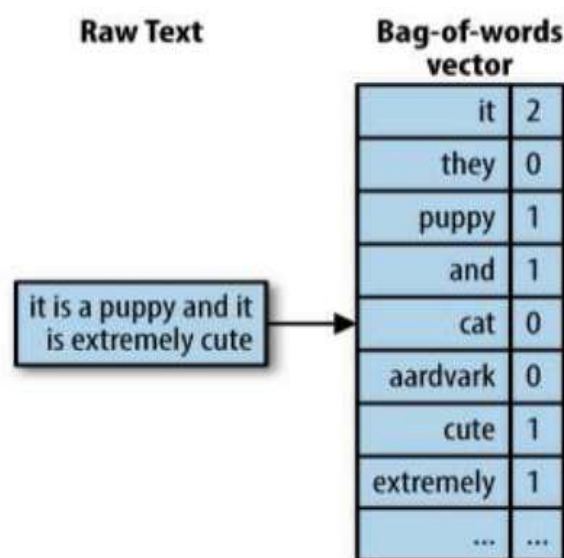 Raw Text
Bag-of-words
vector
it is a puppy and it
is extremely cute
it 2
they 0
puppy 1
and 1
cat 0
aardvark 0
cute 1
extremely 1
... ...